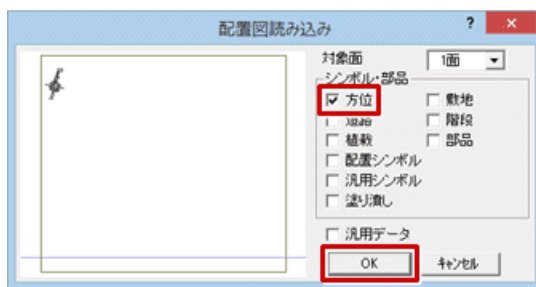 配置図読み込み
? ×
対象面 1面
シンボル・部品
方位 敷地
道路 階段
植栽 部品
配置シンボル
汎用シンボル
塗り潰し
汎用データ
OK キャンセル